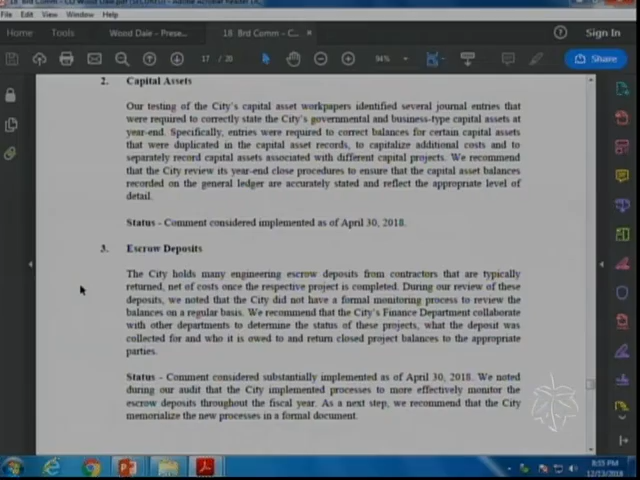 File Edit View Window Help
Home Tools Wood Dale - Prese... 18 Brd Comm - C... × Sign In
17 / 20 94% Share
2. Capital Assets
Our testing of the City's capital asset workpapers identified several journal entries that
were required to correctly state the City's governmental and business-type capital assets at
year-end. Specifically, entries were required to correct balances for certain capital assets
that were duplicated in the capital asset records, to capitalize additional costs and to
separately record capital assets associated with different capital projects. We recommend
that the City review its year-end close procedures to ensure that the capital asset balances
recorded on the general ledger are accurately stated and reflect the appropriate level of
detail.
Status - Comment considered implemented as of April 30, 2018.
3. Escrow Deposits
The City holds many engineering escrow deposits from contractors that are typically
returned, net of costs once the respective project is completed. During our review of these
deposits, we noted that the City did not have a formal monitoring process to review the
balances on a regular basis. We recommend that the City's Finance Department collaborate
with other departments to determine the status of these projects, what the deposit was
collected for and who it is owed to and return closed project balances to the appropriate
parties.
Status - Comment considered substantially implemented as of April 30, 2018. We noted
during our audit that the City implemented processes to more effectively monitor the
escrow deposits throughout the fiscal year. As a next step, we recommend that the City
memorialize the new processes in a formal document.
8:05 PM
12/13/2018